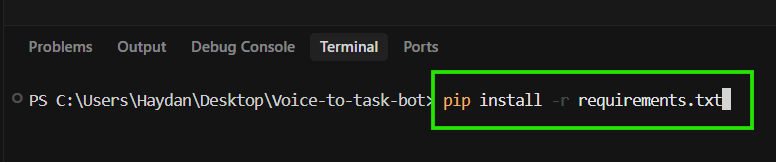 Problems Output Debug Console Terminal Ports
PS C:\Users\Haydan\Desktop\Voice-to-task-bot> pip install -r requirements.txt